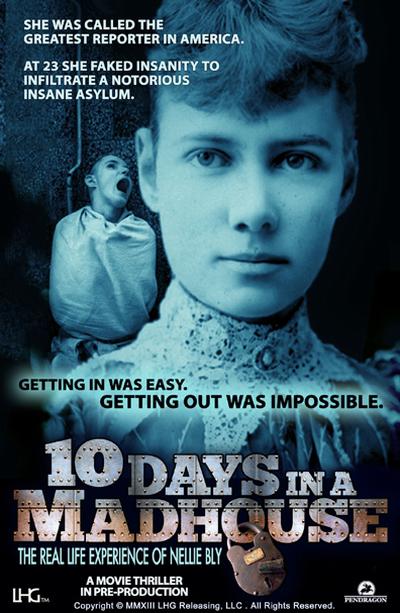 SHE WAS CALLED THE
GREATEST REPORTER IN AMERICA.
AT 23 SHE FAKED INSANITY TO
INFILTRATE A NOTORIOUS
INSANE ASYLUM.
GETTING IN WAS EASY.
GETTING OUT WAS IMPOSSIBLE.
10 DAYS IN A
MADHOUSE
THE REAL LIFE EXPERIENCE OF NELLIE BLY
LHG™
A MOVIE THRILLER
IN PRE-PRODUCTION
PENDRAGON
Copyright © MMXIII LHG Releasing, LLC . All Rights Reserved.